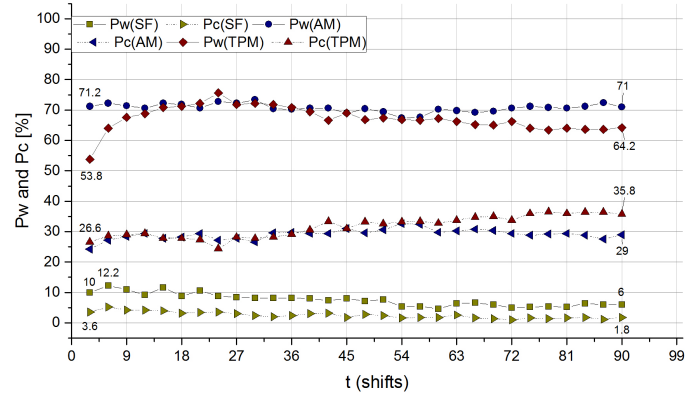 100
Pw(SF) Pc(SF) Pw(AM)
90
Pc(AM) Pw(TPM) Pc(TPM)
80
71.2 71
70
60
53.8 64.2
50
40
35.8
30
26.6 29
20
12.2
10 10 6
0
3.6 1.8
0 9 18 27 36 45 54 63 72 81 90 99
t (shifts)
Pw and Pc [%]